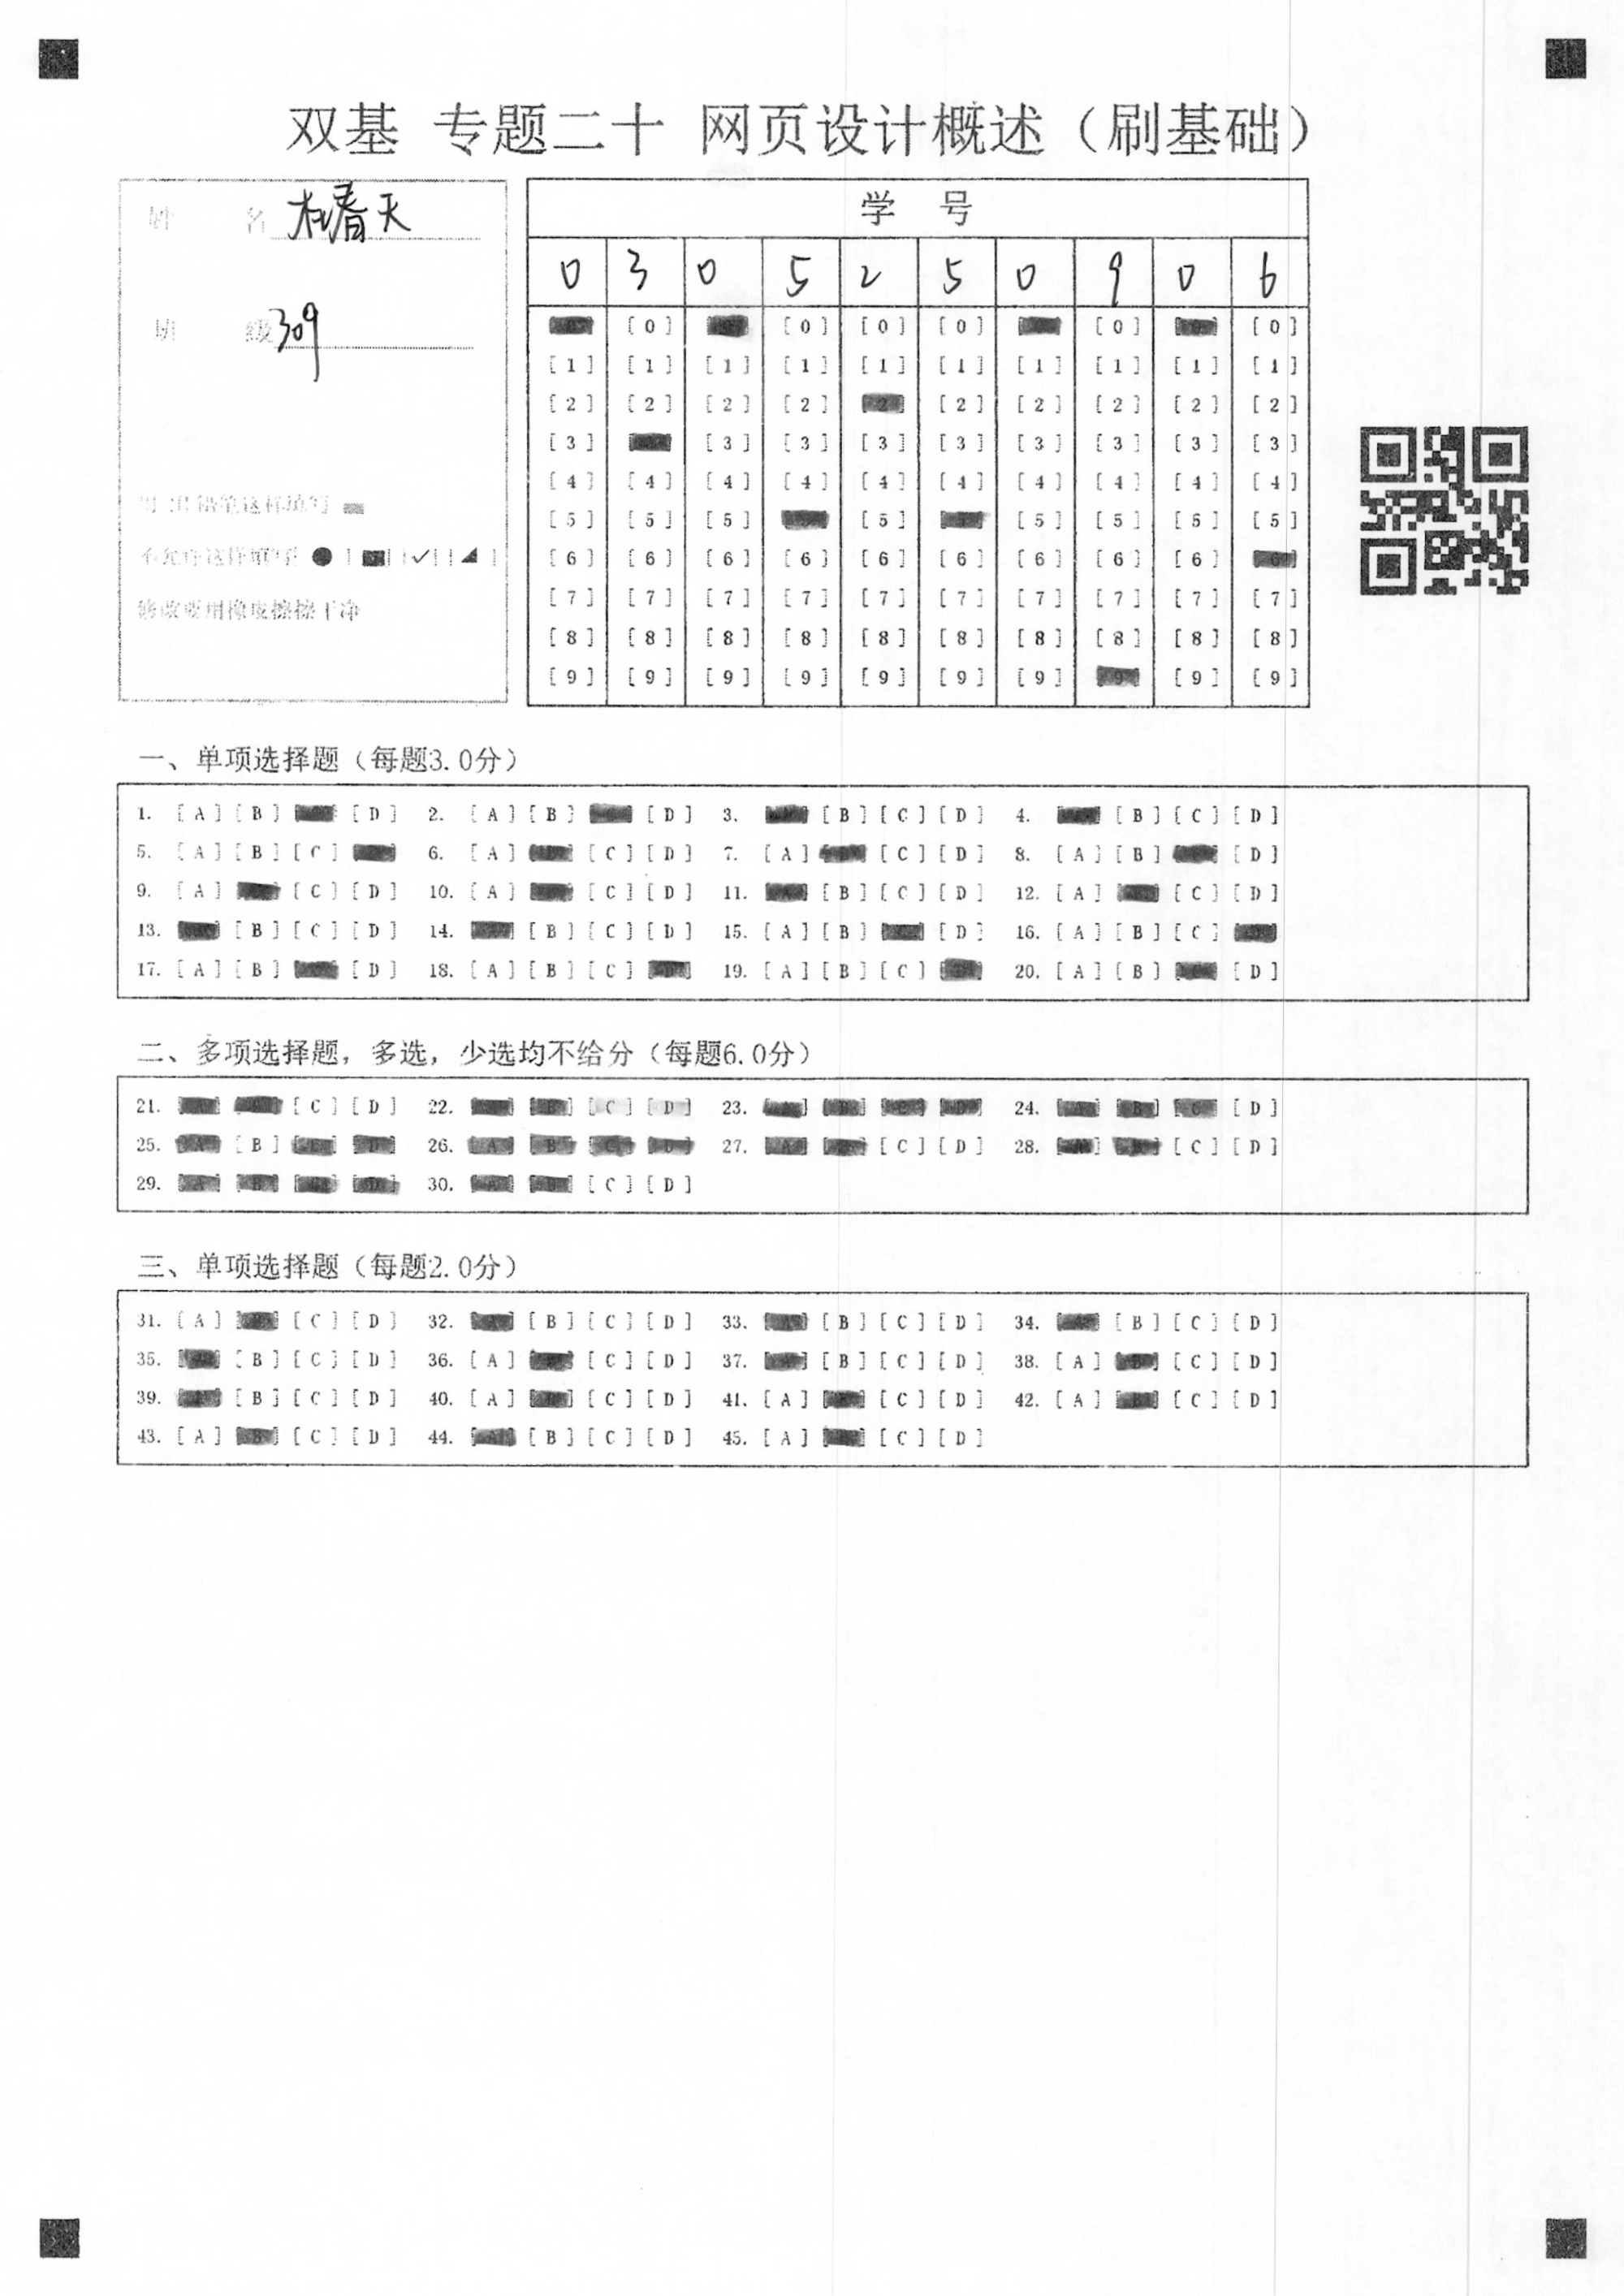 双基 专题二十 网页设计概述（刷基础）
姓 名 春天
班 级 309
学 号
0 3 0 5 2 5 0 9 0 6
[0] [0] [0] [0] [0] [0]
[1] [1] [1] [1] [1] [1] [1] [1] [1] [1]
[2] [2] [2] [2] [2] [2] [2] [2] [2] [2]
[3] [3] [3] [3] [3] [3] [3] [3] [3]
[4] [4] [4] [4] [4] [4] [4] [4] [4] [4]
[5] [5] [5] [5] [5] [5] [5] [5]
[6] [6] [6] [6] [6] [6] [6] [6] [6] [6]
[7] [7] [7] [7] [7] [7] [7] [7] [7] [7]
[8] [8] [8] [8] [8] [8] [8] [8] [8] [8]
[9] [9] [9] [9] [9] [9] [9] [9] [9] [9]
铅笔这样填写
不允许这样填写
修改要用橡皮擦擦干净
一、单项选择题（每题3.0分）
1. [A] [B] [D] 2. [A] [B] [D] 3. [B] [C] [D] 4. [B] [C] [D]
5. [A] [B] [C] 6. [A] [C] [D] 7. [A] [C] [D] 8. [A] [B] [D]
9. [A] [C] [D] 10. [A] [C] [D] 11. [B] [C] [D] 12. [A] [C] [D]
13. [B] [C] [D] 14. [B] [C] [D] 15. [A] [B] [D] 16. [A] [B] [C]
17. [A] [B] [D] 18. [A] [B] [C] 19. [A] [B] [C] 20. [A] [B] [D]
二、多项选择题，多选，少选均不给分（每题6.0分）
21. [C] [D] 22. [C] [D] 23. 24. [D]
25. [B] 26. 27. [C] [D] 28. [C] [D]
29. 30. [C] [D]
三、单项选择题（每题2.0分）
31. [A] [C] [D] 32. [B] [C] [D] 33. [B] [C] [D] 34. [B] [C] [D]
35. [B] [C] [D] 36. [A] [C] [D] 37. [B] [C] [D] 38. [A] [C] [D]
39. [B] [C] [D] 40. [A] [C] [D] 41. [A] [C] [D] 42. [A] [C] [D]
43. [A] [C] [D] 44. [B] [C] [D] 45. [A] [C] [D]